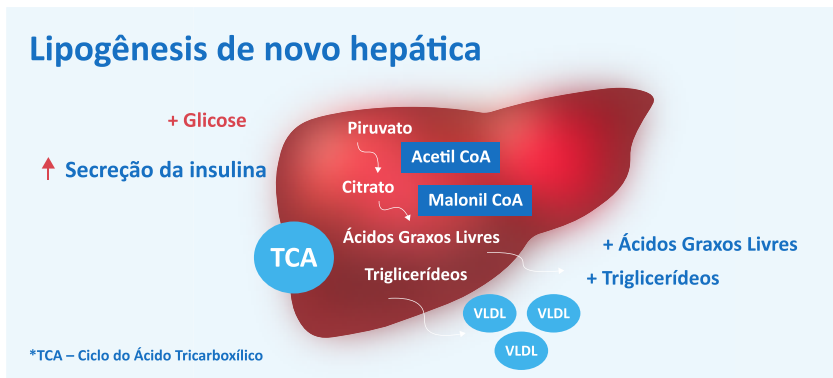 Lipogênesis de novo hepática
+ Glicose
Secreção da insulina
Piruvato
Acetil CoA
Citrato
Malonil CoA
Ácidos Graxos Livres
TCA
Triglicerídeos
+ Ácidos Graxos Livres
+ Triglicerídeos
VLDL
VLDL
VLDL
*TCA – Ciclo do Ácido Tricarboxílico